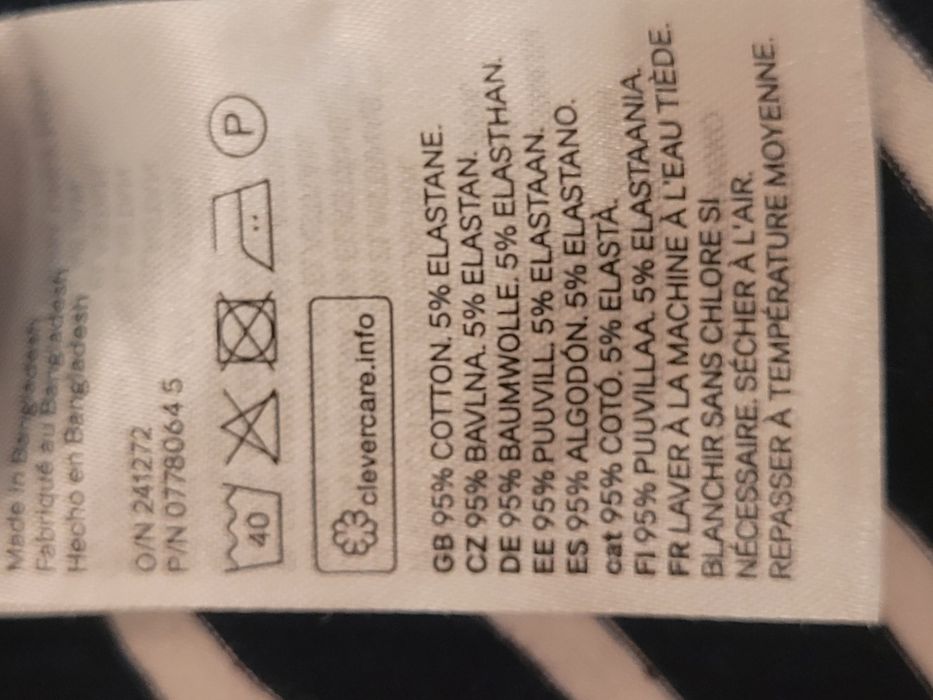 Made in Bangladesh
Fabriqué au Bangladesh
Hecho en Bangladesh
O/N 241272
P/N 0778064 5
40
P
clevercare.info
GB 95% COTTON. 5% ELASTANE.
CZ 95% BAVLNA. 5% ELASTAN.
DE 95% BAUMWOLLE. 5% ELASTHAN.
EE 95% PUUVILL. 5% ELASTAAN.
ES 95% ALGODÓN. 5% ELASTANO.
cat 95% COTÓ. 5% ELASTÀ.
FI 95% PUUVILLAA. 5% ELASTAANIA.
FR LAVER À LA MACHINE À L'EAU TIÈDE.
BLANCHIR SANS CHLORE SI
NÉCESSAIRE. SÉCHER À L'AIR.
REPASSER À TEMPÉRATURE MOYENNE.